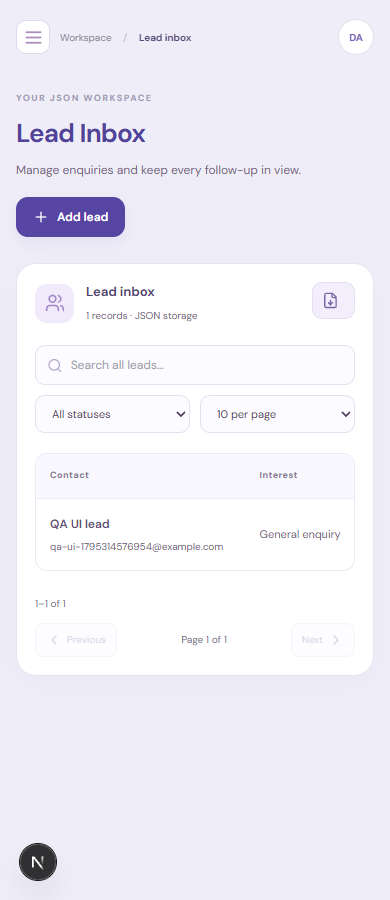 Workspace / Lead inbox DA
YOUR JSON WORKSPACE
Lead Inbox
Manage enquiries and keep every follow-up in view.
+ Add lead
Lead inbox
1 records · JSON storage
Search all leads...
All statuses 10 per page
Contact Interest
QA UI lead
qa-ui-1795314576954@example.com
General enquiry
1–1 of 1
Previous Page 1 of 1 Next
N